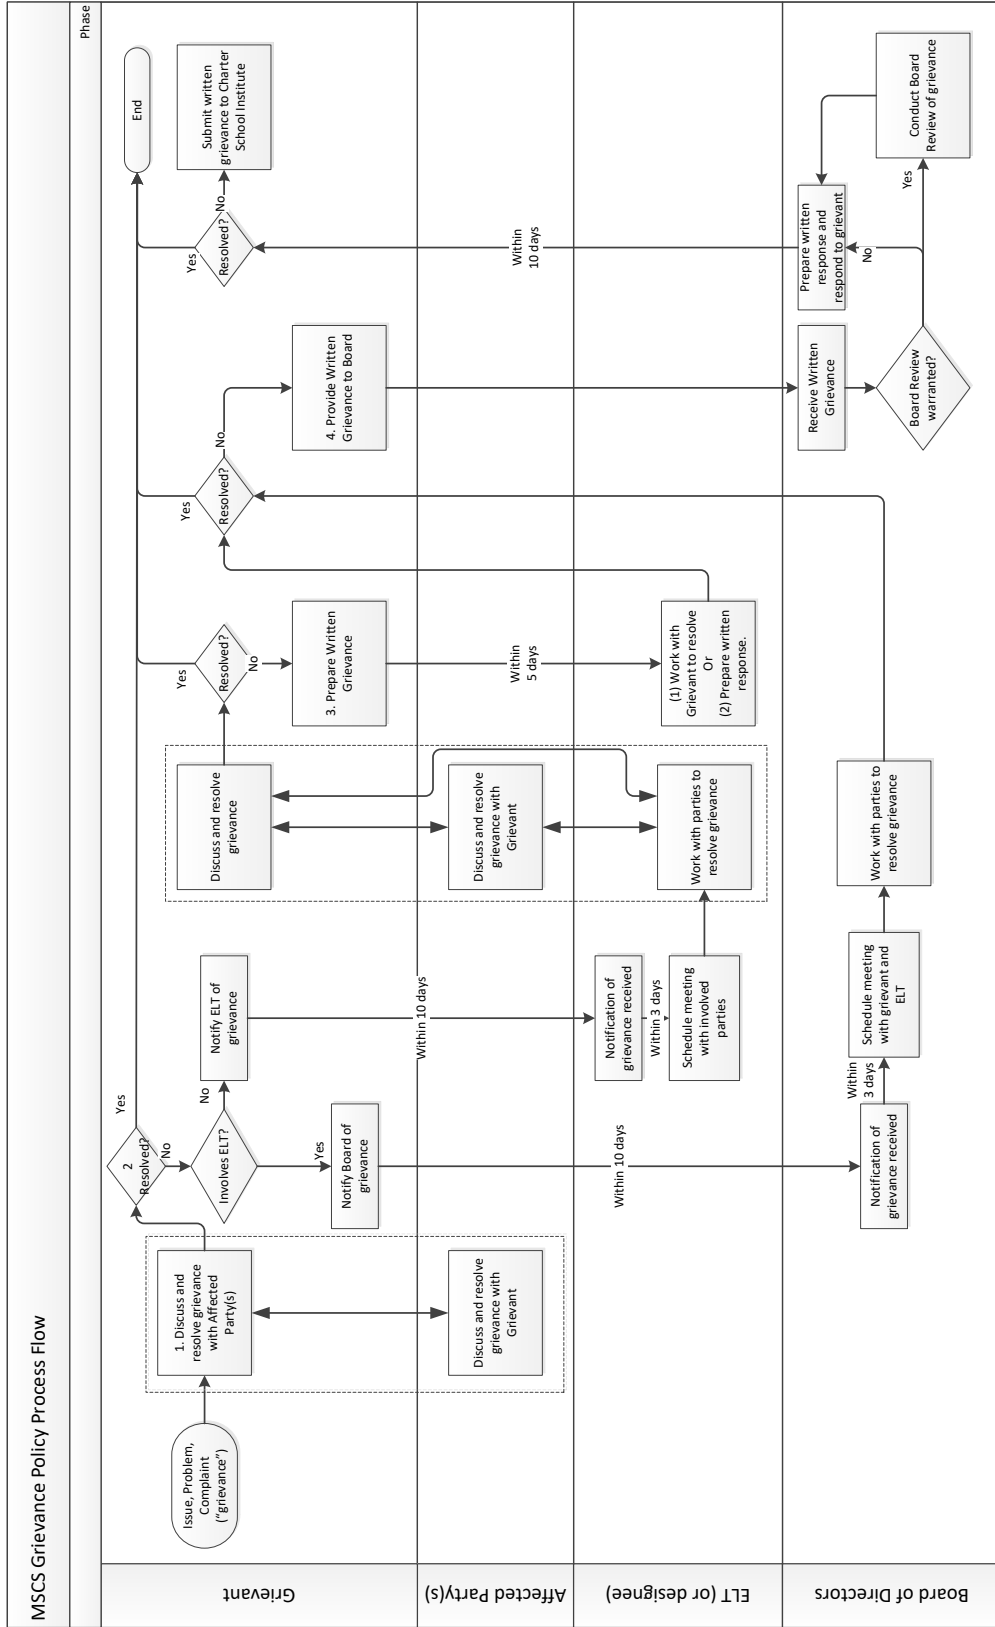 MSCS Grievance Policy Process Flow
Phase
Grievant
Affected Party(s)
ELT (or designee)
Board of Directors
Issue, Problem,
Complaint
(“grievance”)
1. Discuss and
resolve grievance
with Affected
Party(s)
Discuss and resolve
grievance with
Grievant
2
Resolved?
Yes
No
Involves ELT?
No
Yes
Notify ELT of
grievance
Notify Board of
grievance
Within 10 days
Within 10 days
Notification of
grievance received
Within 3 days
Schedule meeting
with involved
parties
Notification of
grievance received
Within
3 days
Schedule meeting
with grievant and
ELT
Discuss and resolve
grievance
Discuss and resolve
grievance with
Grievant
Work with parties to
resolve grievance
Work with parties to
resolve grievance
Resolved?
Yes
No
3. Prepare Written
Grievance
Within
5 days
(1) Work with
Grievant to resolve
Or
(2) Prepare written
response.
Resolved?
Yes
No
4. Provide Written
Grievance to Board
Receive Written
Grievance
Board Review
warranted?
No
Yes
Prepare written
response and
respond to grievant
Conduct Board
Review of grievance
Within
10 days
Resolved?
Yes
No
Submit written
grievance to Charter
School Institute
End